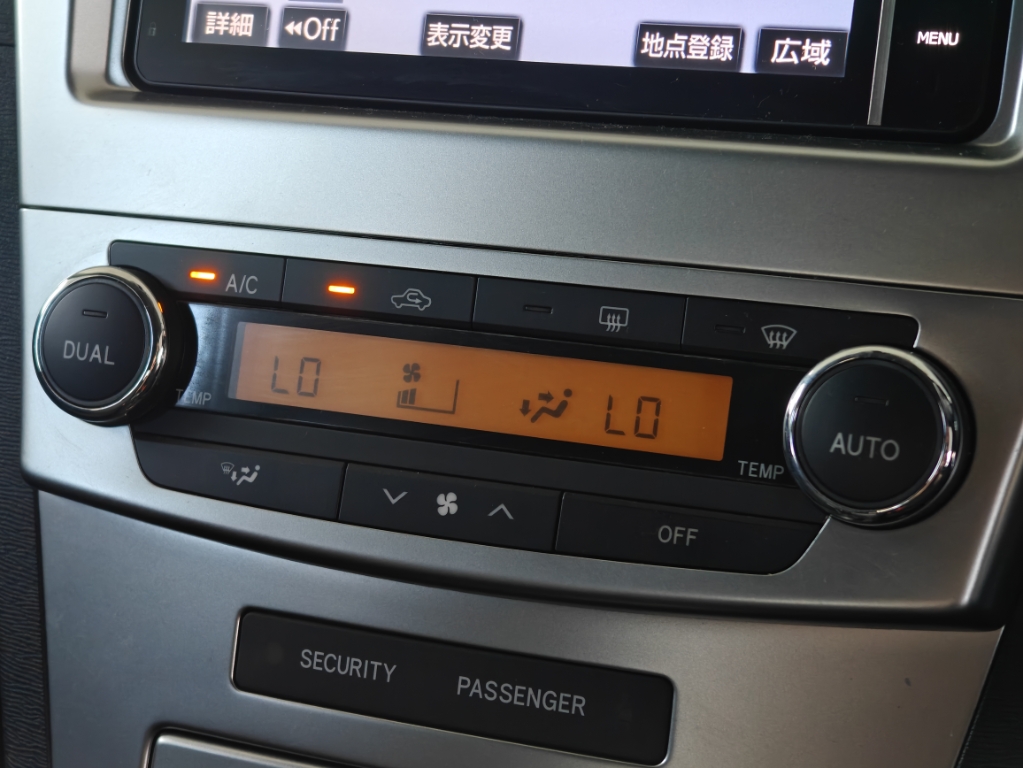 詳細 ◀◀Off 表示変更 地点登録 広域 MENU
A/C
DUAL
LO LO
TEMP TEMP
AUTO
OFF
SECURITY PASSENGER